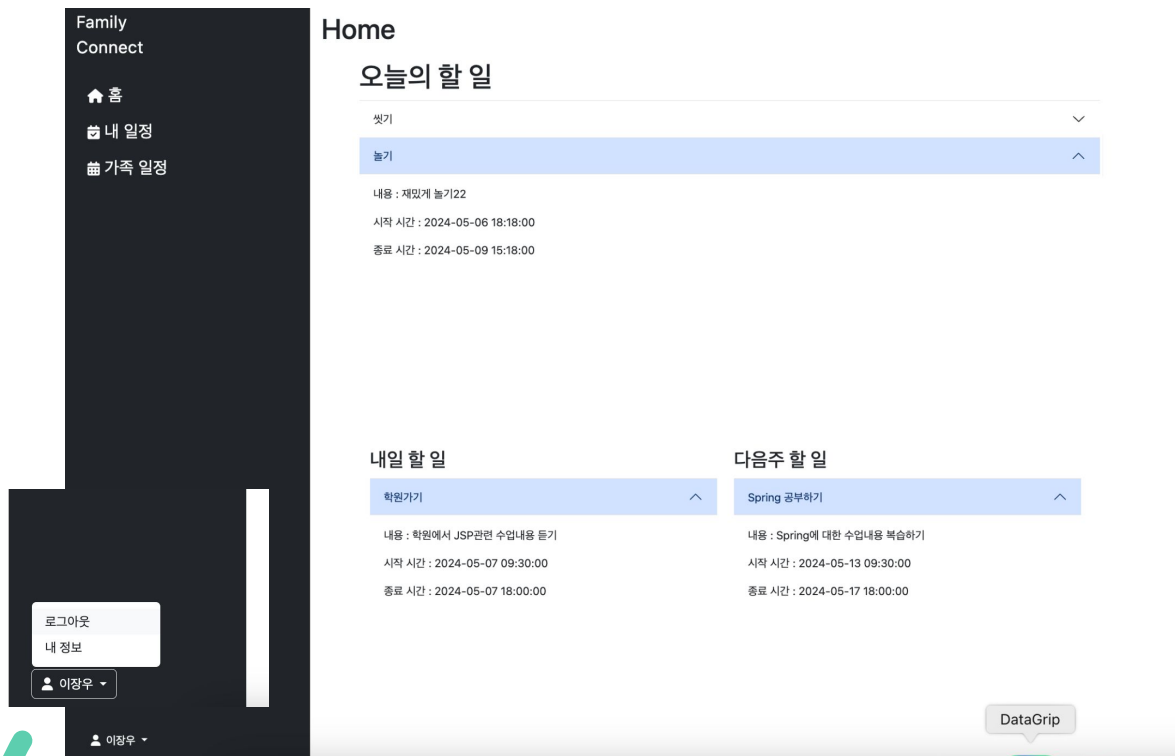 Family
Connect
홈
내 일정
가족 일정
로그아웃
내 정보
이장우
이장우
Home
오늘의 할 일
씻기
놀기
내용 : 재밌게 놀기22
시작 시간 : 2024-05-06 18:18:00
종료 시간 : 2024-05-09 15:18:00
내일 할 일
학원가기
내용 : 학원에서 JSP관련 수업내용 듣기
시작 시간 : 2024-05-07 09:30:00
종료 시간 : 2024-05-07 18:00:00
다음주 할 일
Spring 공부하기
내용 : Spring에 대한 수업내용 복습하기
시작 시간 : 2024-05-13 09:30:00
종료 시간 : 2024-05-17 18:00:00
DataGrip